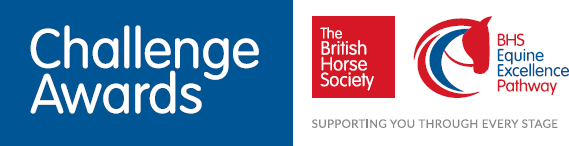 Challenge
Awards
The
British
Horse
Society
BHS
Equine
Excellence
Pathway
SUPPORTING YOU THROUGH EVERY STAGE